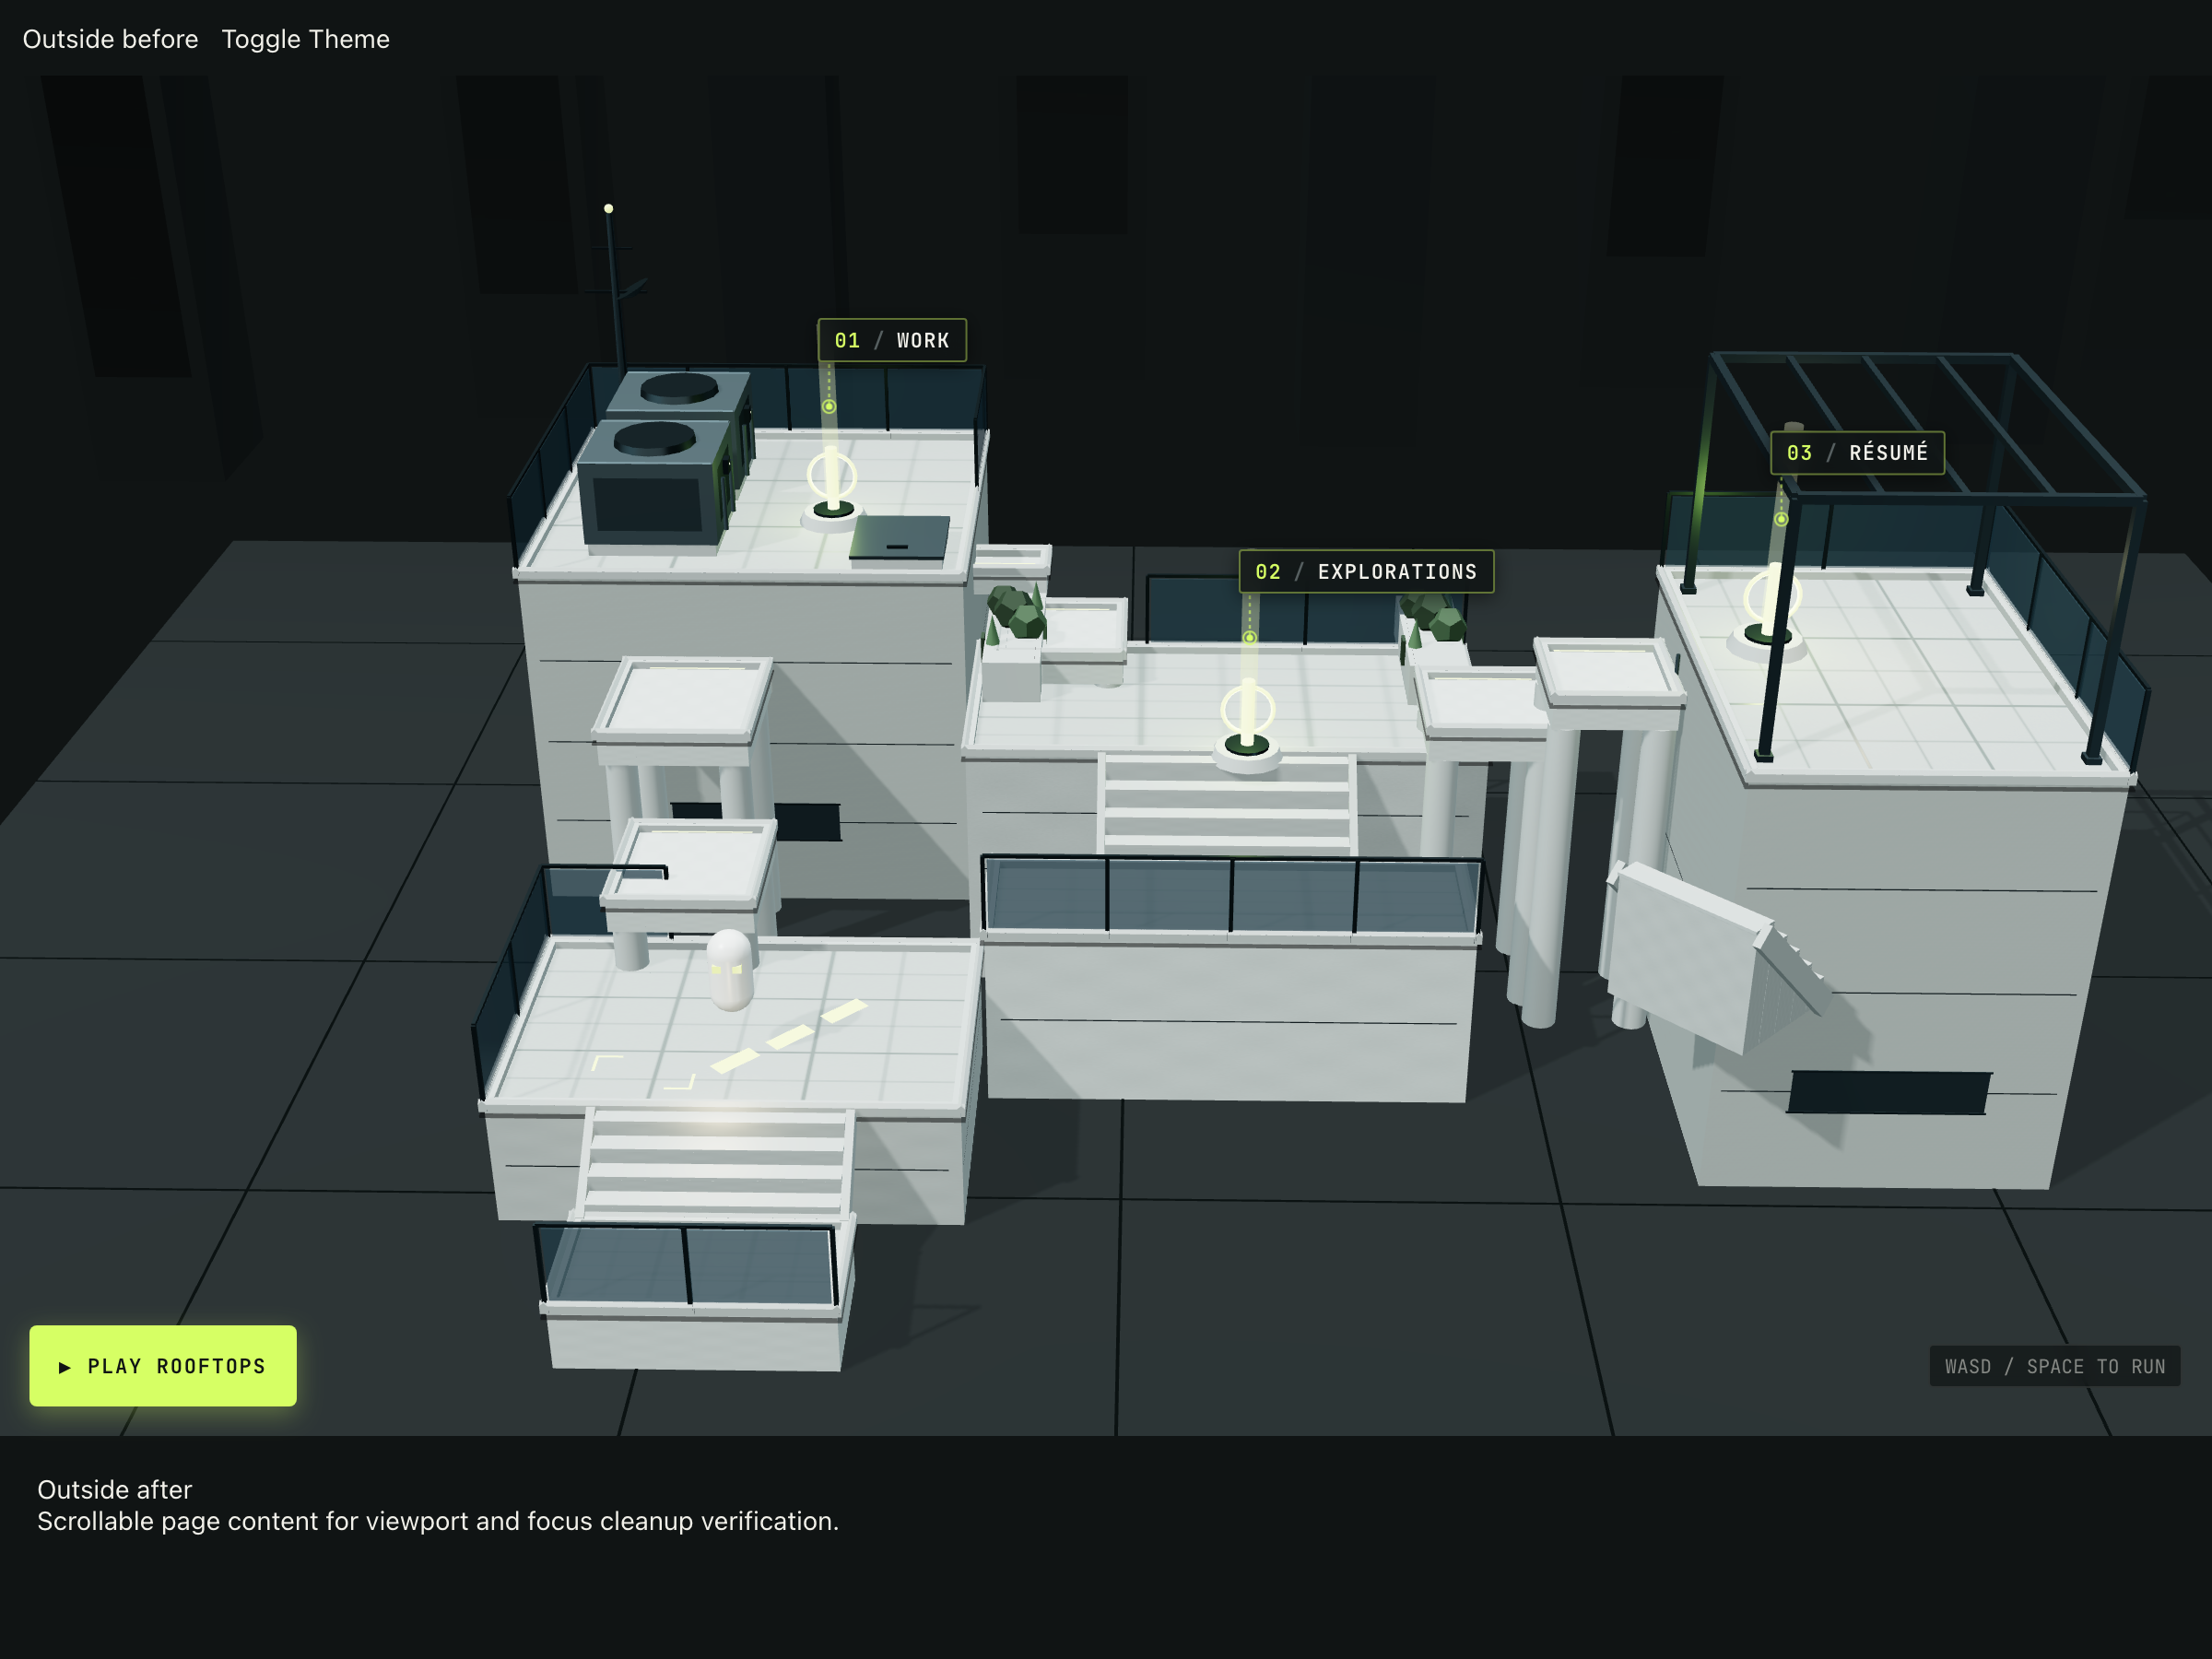 Outside before Toggle Theme
01 / WORK
03 / RÉSUMÉ
02 / EXPLORATIONS
▶ PLAY ROOFTOPS
WASD / SPACE TO RUN
Outside after
Scrollable page content for viewport and focus cleanup verification.